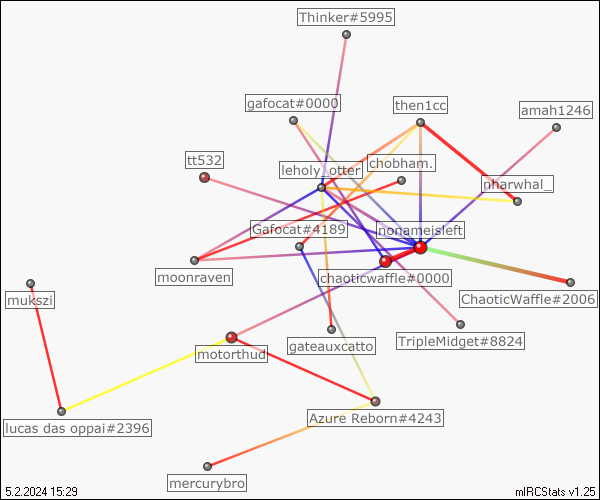 Thinker#5995
gafocat#0000
then1cc
amah1246
tt532
leholy_otter
chobham.
nharwhal_
Gafocat#4189
nonameisleft
moonraven
chaoticwaffle#0000
mukszi
ChaoticWaffle#2006
motorthud
gateauxcatto
TripleMidget#8824
lucas das oppai#2396
Azure Reborn#4243
mercurybro
5.2.2024 15:29
mIRCStats v1.25